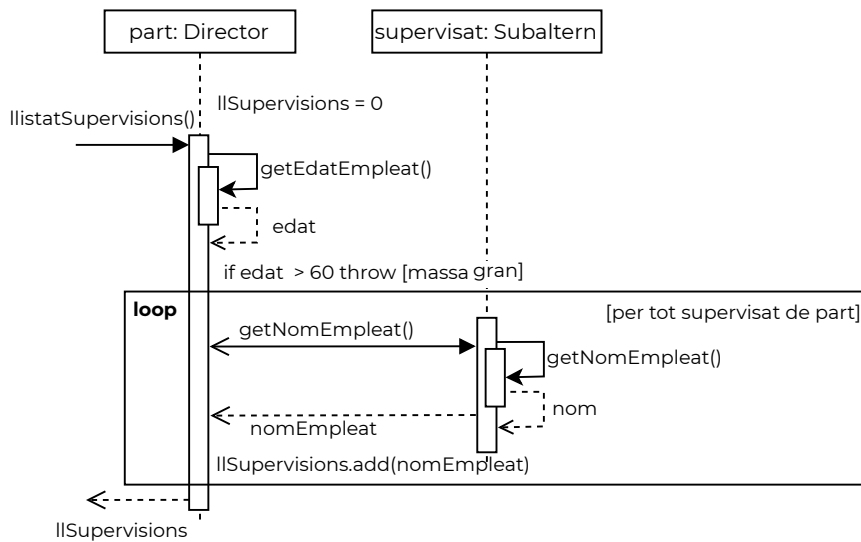 part: Director
supervisat: Subaltern
llSupervisions = 0
llistatSupervisions()
getEdatEmpleat()
edat
if edat > 60 throw [massa gran]
loop
[per tot supervisat de part]
getNomEmpleat()
getNomEmpleat()
nom
nomEmpleat
llSupervisions.add(nomEmpleat)
llSupervisions